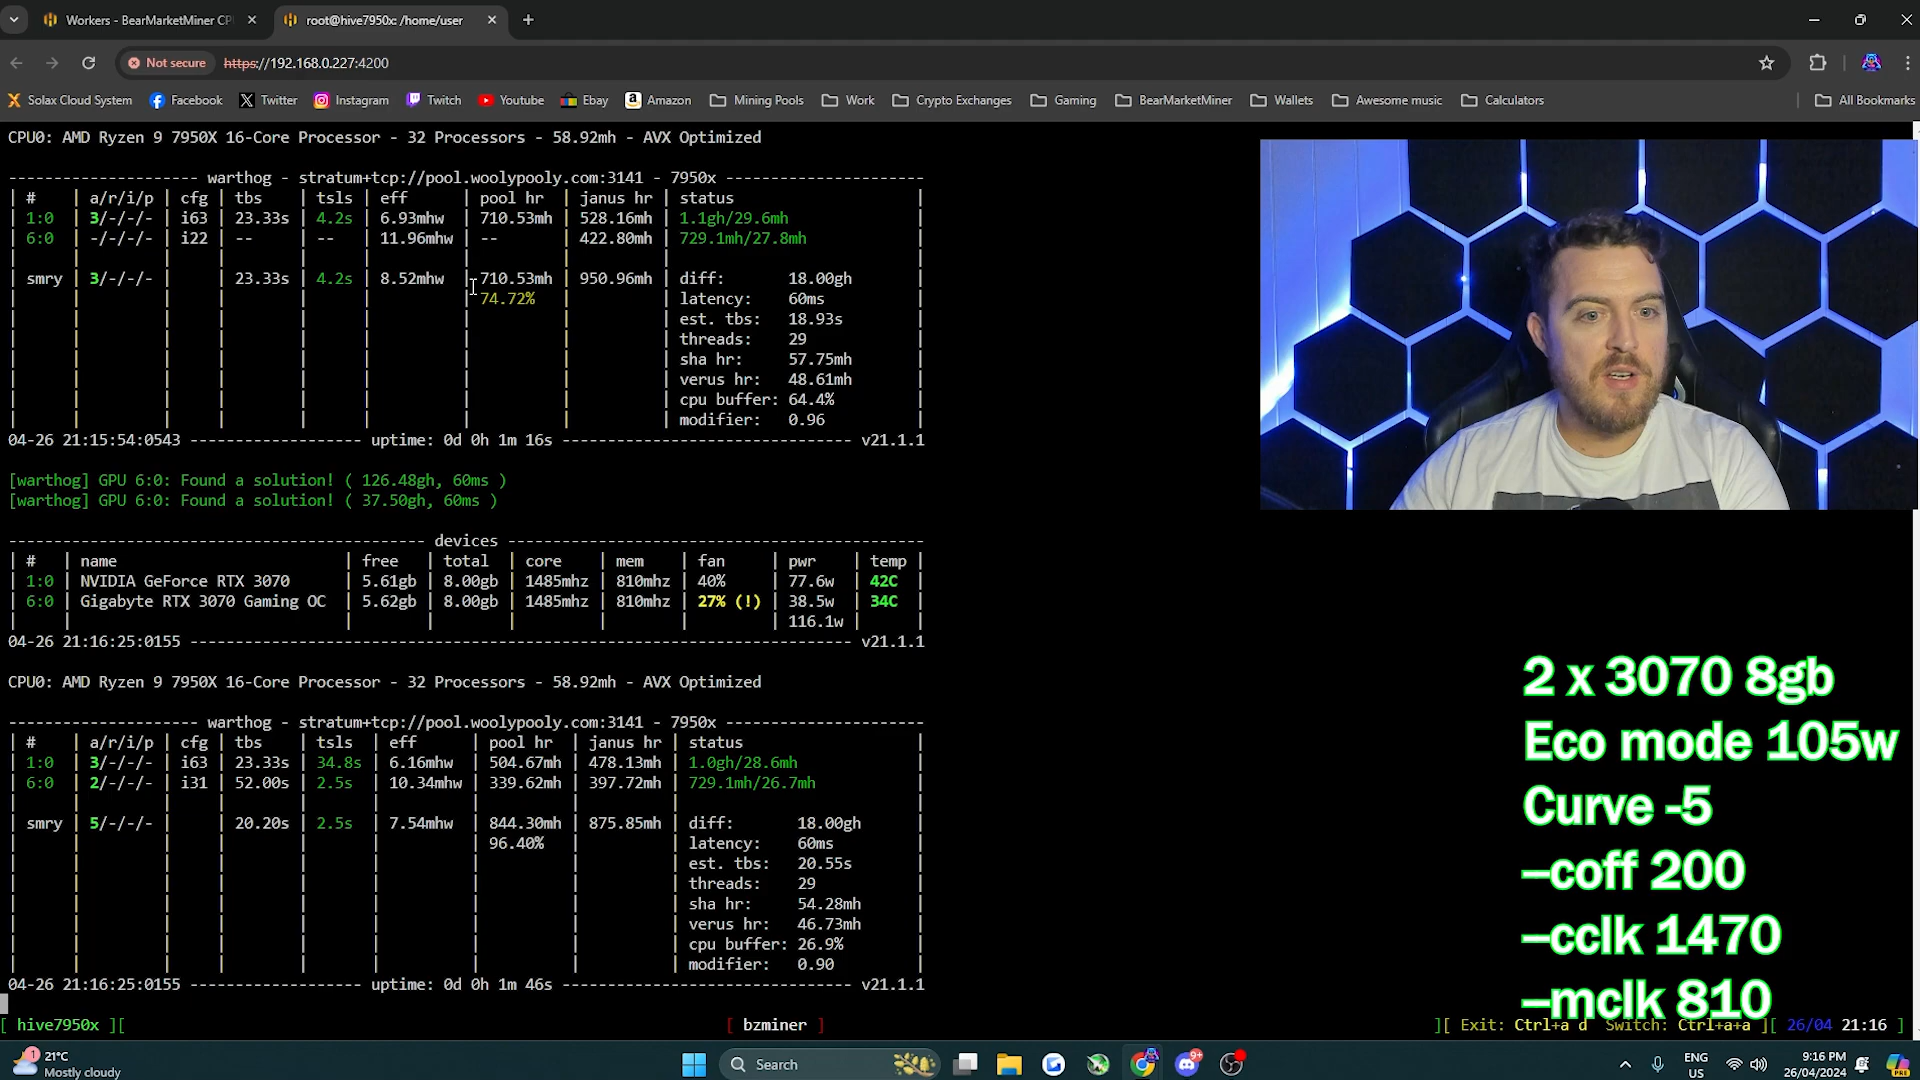 Workers - BearMarketMiner CP
root@hive7950x: /home/user
Not secure https://192.168.0.227:4200
Solax Cloud System Facebook Twitter Instagram Twitch Youtube Ebay Amazon Mining Pools Work Crypto Exchanges Gaming BearMarketMiner Wallets Awesome music Calculators All Bookmarks
CPU0: AMD Ryzen 9 7950X 16-Core Processor - 32 Processors - 58.92mh - AVX Optimized
--------------------- warthog - stratum+tcp://pool.woolypooly.com:3141 - 7950x ----------------------
| # | a/r/i/p | cfg | tbs | tsls | eff | pool hr | janus hr | status |
| 1:0 | 3/-/-/- | i63 | 23.33s | 4.2s | 6.93mhw | 710.53mh | 528.16mh | 1.1gh/29.6mh |
| 6:0 | -/-/-/- | i22 | -- | -- | 11.96mhw | -- | 422.80mh | 729.1mh/27.8mh |
| smry | 3/-/-/- | | 23.33s | 4.2s | 8.52mhw | 710.53mh | 950.96mh | diff: 18.00gh |
| 74.72% | | latency: 60ms |
| est. tbs: 18.93s |
| threads: 29 |
| sha hr: 57.75mh |
| verus hr: 48.61mh |
| cpu buffer: 64.4% |
| modifier: 0.96 |
04-26 21:15:54:0543 ------------------- uptime: 0d 0h 1m 16s -------------------------------- v21.1.1
[warthog] GPU 6:0: Found a solution! ( 126.48gh, 60ms )
[warthog] GPU 6:0: Found a solution! ( 37.50gh, 60ms )
---------------------------------------------- devices ----------------------------------------------
| # | name | free | total | core | mem | fan | pwr | temp |
| 1:0 | NVIDIA GeForce RTX 3070 | 5.61gb | 8.00gb | 1485mhz | 810mhz | 40% | 77.6w | 42C |
| 6:0 | Gigabyte RTX 3070 Gaming OC | 5.62gb | 8.00gb | 1485mhz | 810mhz | 27% (!) | 38.5w | 34C |
| 116.1w |
04-26 21:16:25:0155 ------------------------------------------------------------------------- v21.1.1
CPU0: AMD Ryzen 9 7950X 16-Core Processor - 32 Processors - 58.92mh - AVX Optimized
--------------------- warthog - stratum+tcp://pool.woolypooly.com:3141 - 7950x ----------------------
| # | a/r/i/p | cfg | tbs | tsls | eff | pool hr | janus hr | status |
| 1:0 | 3/-/-/- | i63 | 23.33s | 34.8s | 6.16mhw | 504.67mh | 478.13mh | 1.0gh/28.6mh |
| 6:0 | 2/-/-/- | i31 | 52.00s | 2.5s | 10.34mhw | 339.62mh | 397.72mh | 729.1mh/26.7mh |
| smry | 5/-/-/- | | 20.20s | 2.5s | 7.54mhw | 844.30mh | 875.85mh | diff: 18.00gh |
| 96.40% | | latency: 60ms |
| est. tbs: 20.55s |
| threads: 29 |
| sha hr: 54.28mh |
| verus hr: 46.73mh |
| cpu buffer: 26.9% |
| modifier: 0.90 |
04-26 21:16:25:0155 ------------------- uptime: 0d 0h 1m 46s -------------------------------- v21.1.1
[ hive7950x ][ [ bzminer ] ][ Exit: Ctrl+a d Switch: Ctrl+a+a ][ 26/04 21:16 ]
2 x 3070 8gb
Eco mode 105w
Curve -5
–coff 200
–cclk 1470
–mclk 810
1
21°C
Mostly cloudy
Search
9+
ENG
US
9:16 PM
26/04/2024
PRE